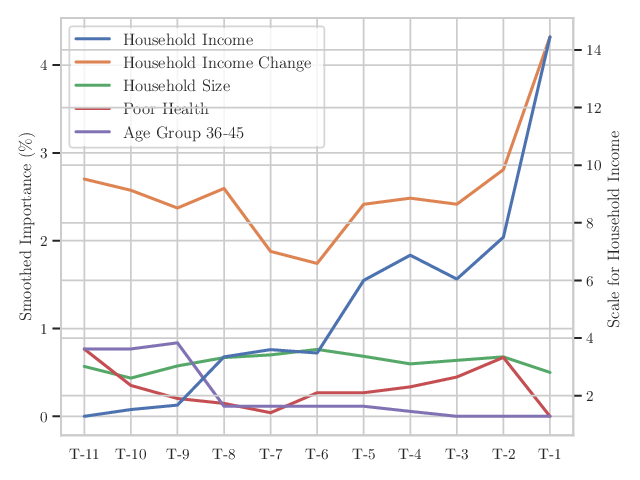 Household Income
Household Income Change
Household Size
Poor Health
Age Group 36-45
Smoothed Importance (%)
4
3
2
1
0
Scale for Household Income
14
12
10
8
6
4
2
T-11 T-10 T-9 T-8 T-7 T-6 T-5 T-4 T-3 T-2 T-1